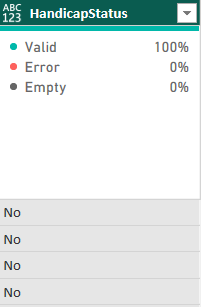 ABC
123 HandicapStatus
Valid 100%
Error 0%
Empty 0%
No
No
No
No